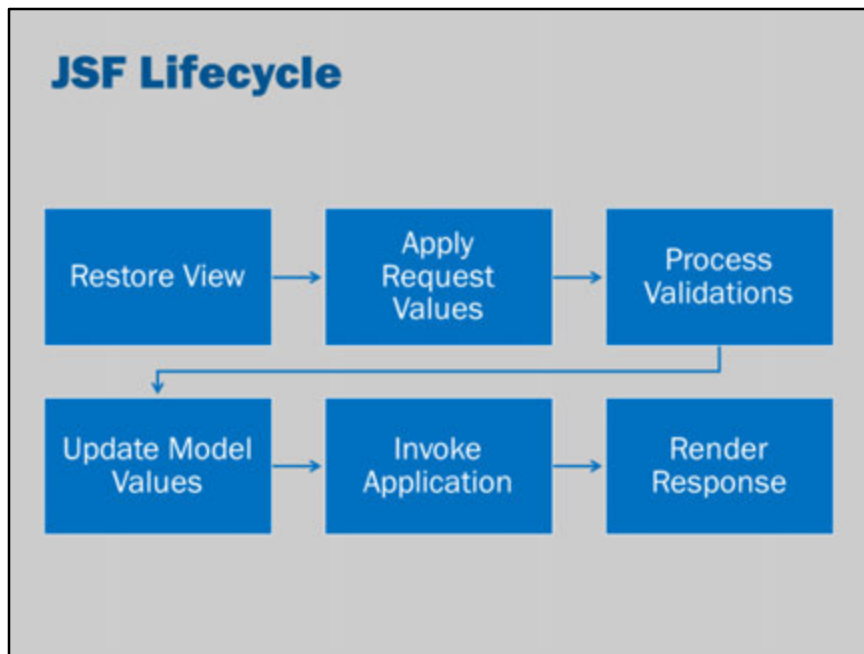 JSF Lifecycle
Restore View
Apply
Request
Values
Process
Validations
Update Model
Values
Invoke
Application
Render
Response